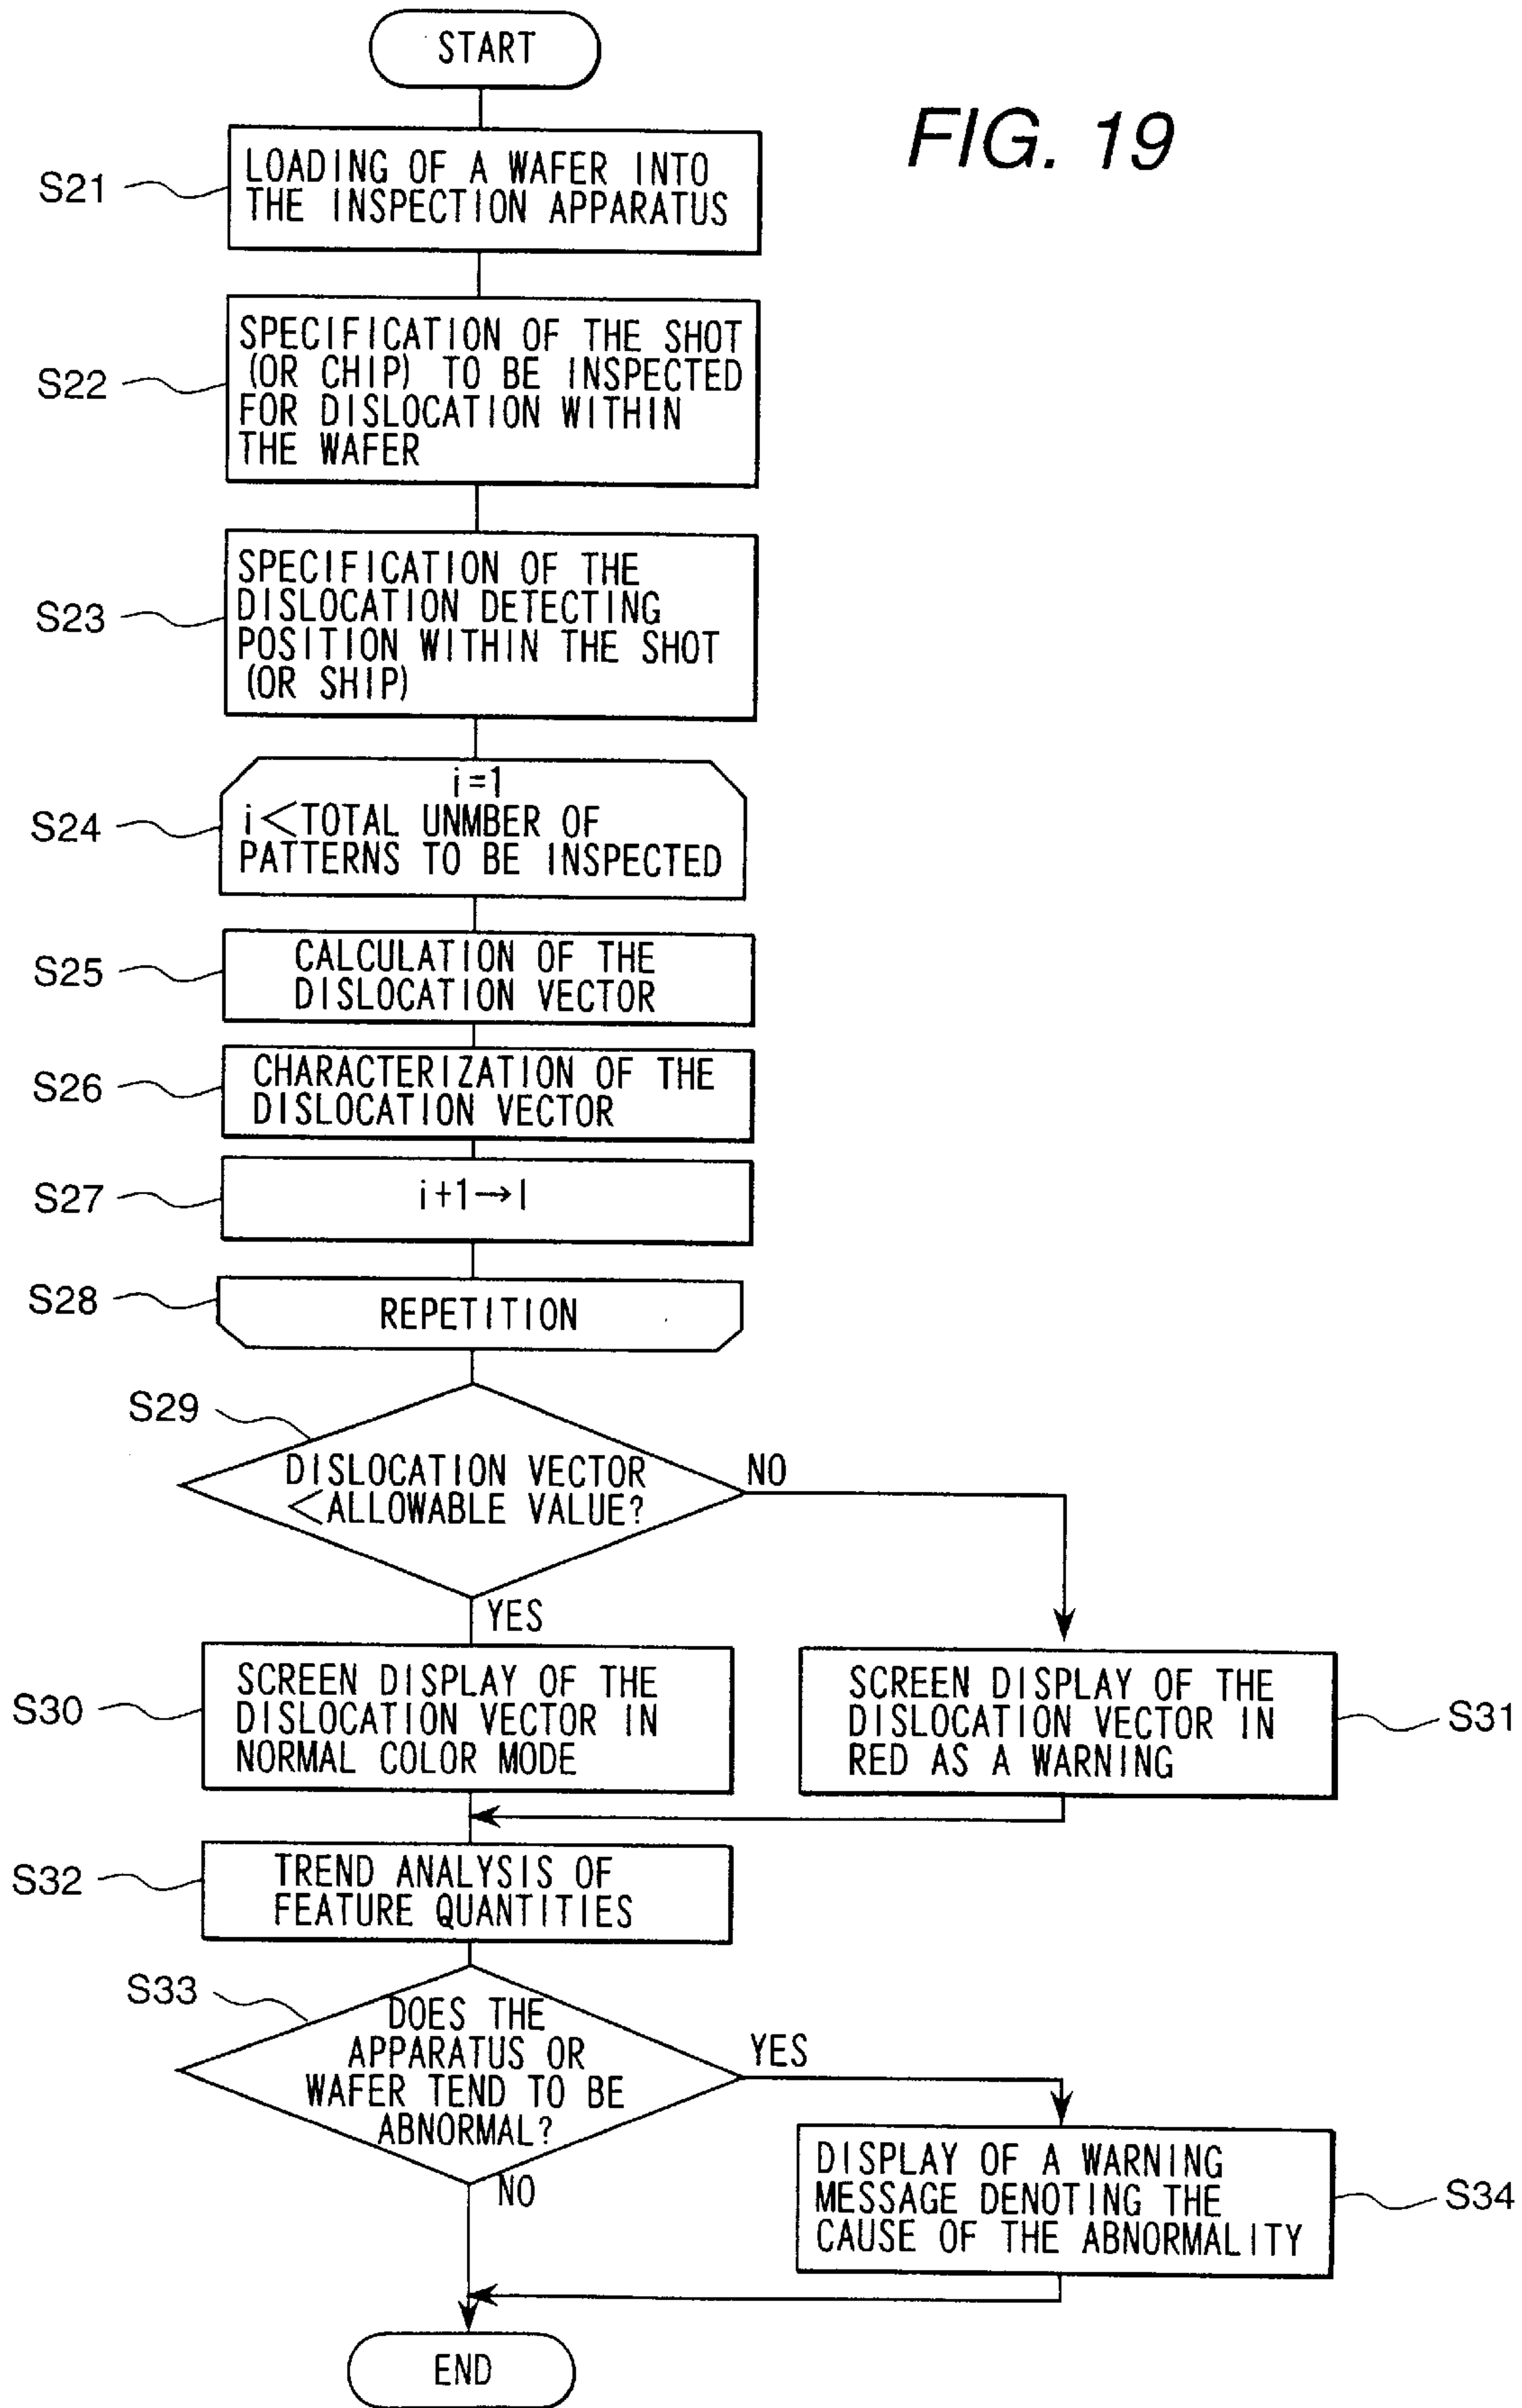 START
FIG. 19
S21
LOADING OF A WAFER INTO
THE INSPECTION APPARATUS
S22
SPECIFICATION OF THE SHOT
(OR CHIP) TO BE INSPECTED
FOR DISLOCATION WITHIN
THE WAFER
S23
SPECIFICATION OF THE
DISLOCATION DETECTING
POSITION WITHIN THE SHOT
(OR SHIP)
S24
i=1
i<TOTAL UNMBER OF
PATTERNS TO BE INSPECTED
S25
CALCULATION OF THE
DISLOCATION VECTOR
S26
CHARACTERIZATION OF THE
DISLOCATION VECTOR
S27
i+1→I
S28
REPETITION
S29
DISLOCATION VECTOR
<ALLOWABLE VALUE?
NO
YES
S30
SCREEN DISPLAY OF THE
DISLOCATION VECTOR IN
NORMAL COLOR MODE
SCREEN DISPLAY OF THE
DISLOCATION VECTOR IN
RED AS A WARNING
S31
S32
TREND ANALYSIS OF
FEATURE QUANTITIES
S33
DOES THE
APPARATUS OR
WAFER TEND TO BE
ABNORMAL?
YES
NO
DISPLAY OF A WARNING
MESSAGE DENOTING THE
CAUSE OF THE ABNORMALITY
S34
END